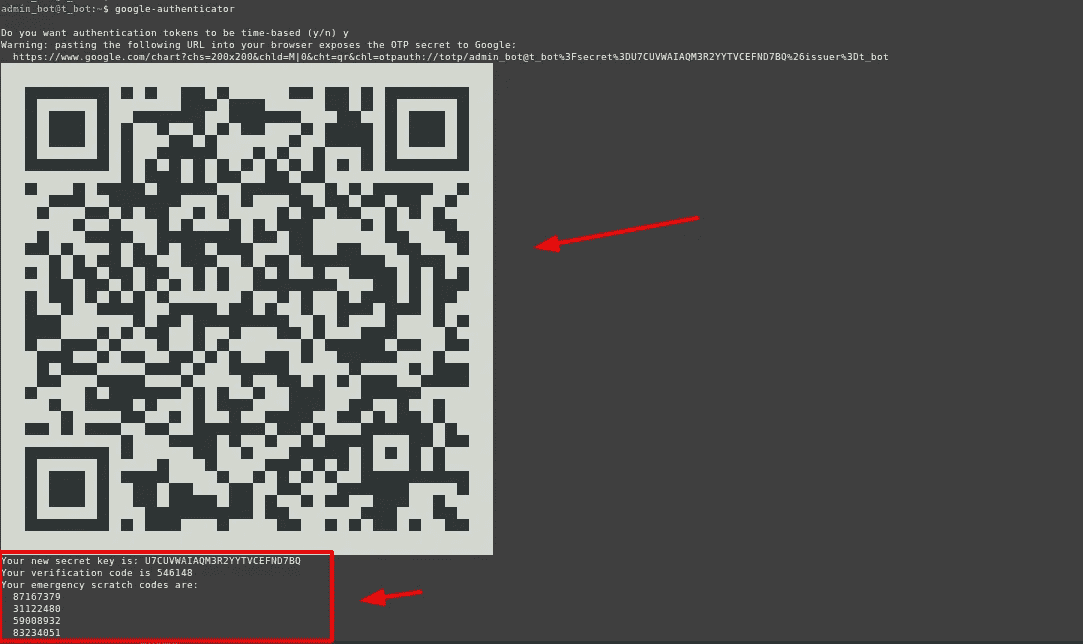 admin_bot@t_bot:~$ google-authenticator
Do you want authentication tokens to be time-based (y/n) y
Warning: pasting the following URL into your browser exposes the OTP secret to Google:
https://www.google.com/chart?chs=200x200&chld=M|0&cht=qr&chl=otpauth://totp/admin_bot@t_bot%3Fsecret%3DU7CUVWAIAQM3R2YYTVCEFND7BQ%26issuer%3Dt_bot
Your new secret key is: U7CUVWAIAQM3R2YYTVCEFND7BQ
Your verification code is 546148
Your emergency scratch codes are:
87167379
31122480
59008932
83234051